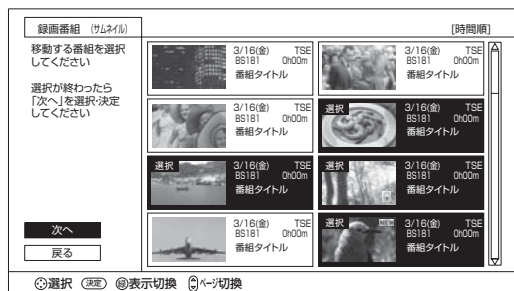 録画番組 (ｻﾑﾈｲﾙ)
[時間順]
移動する番組を選択
してください
選択が終わったら
「次へ」を選択・決定
してください
次へ
戻る
3/16(金) TSE
BS181 0h00m
番組タイトル
3/16(金) TSE
BS181 0h00m
番組タイトル
3/16(金) TSE
BS181 0h00m
番組タイトル
選択
3/16(金) TSE
BS181 0h00m
番組タイトル
選択
3/16(金) TSE
BS181 0h00m
番組タイトル
選択
3/16(金) TSE
BS181 0h00m
番組タイトル
3/16(金) TSE
BS181 0h00m
番組タイトル
選択 NEW
3/16(金) TSE
BS181 0h00m
番組タイトル
選択 決定 緑表示切換 ﾍﾟｰｼﾞ切換